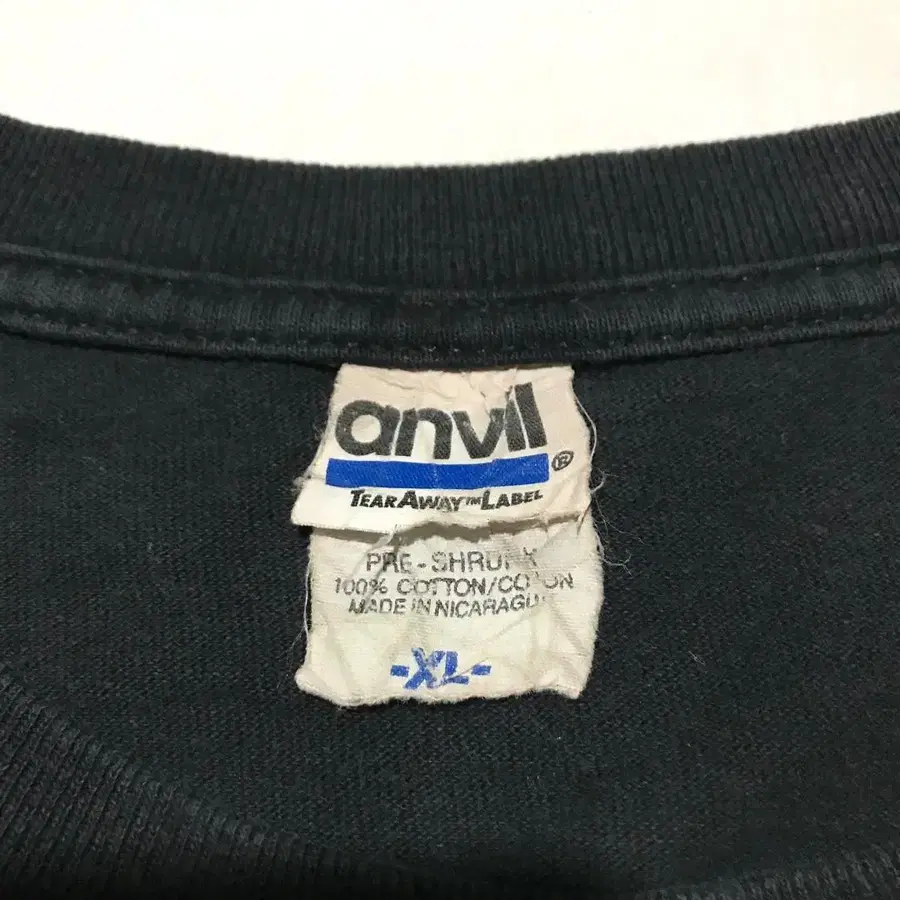 anvil®
TEARAWAY™LABEL
PRE-SHRUNK
100% COTTON/COTON
MADE IN NICARAGUA
-XL-